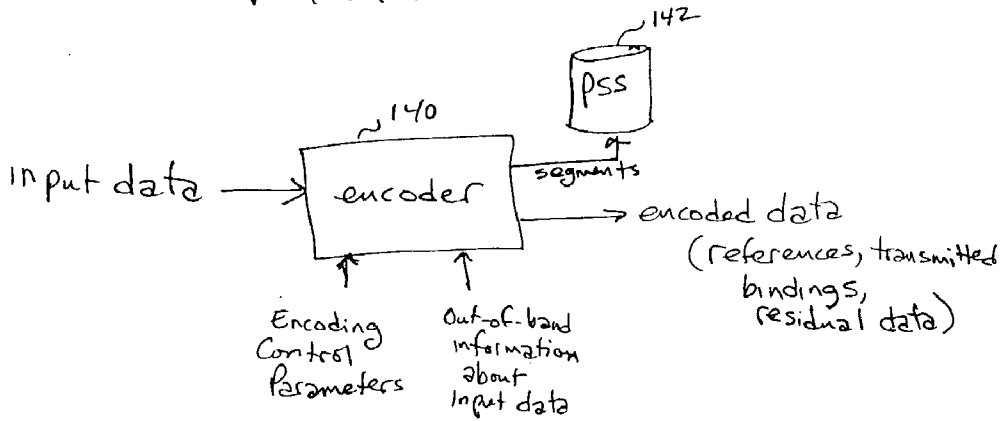 142
PSS
140
input data
encoder
segments
encoded data
(references, transmitted
bindings,
residual data)
Encoding
Control
Parameters
Out-of-band
information
about
input data